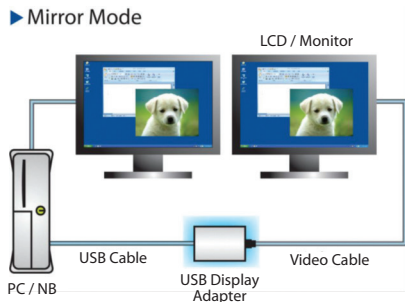 Mirror Mode
LCD / Monitor
USB Cable
Video Cable
PC / NB
USB Display
Adapter